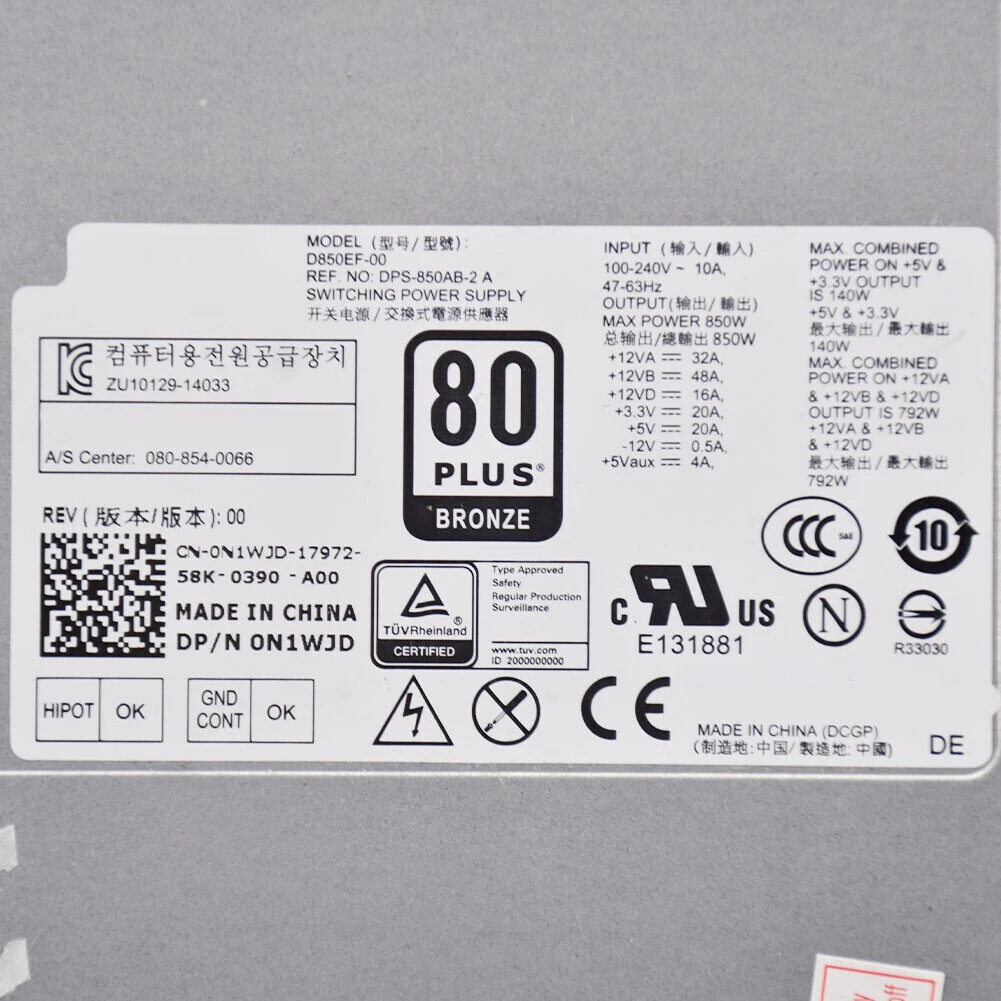 MODEL (型号/型號):
D850EF-00
REF. NO: DPS-850AB-2 A
SWITCHING POWER SUPPLY
开关电源/交換式電源供應器
INPUT (输入/輸入)
100-240V ~ 10A,
47-63Hz
OUTPUT(输出/輸出)
MAX POWER 850W
总输出/總輸出 850W
+12VA ⎓ 32A,
+12VB ⎓ 48A,
+12VD ⎓ 16A,
+3.3V ⎓ 20A,
+5V ⎓ 20A,
-12V ⎓ 0.5A,
+5Vaux ⎓ 4A,
MAX. COMBINED
POWER ON +5V &
+3.3V OUTPUT
IS 140W
+5V & +3.3V
最大输出/最大輸出
140W
MAX. COMBINED
POWER ON +12VA
& +12VB & +12VD
OUTPUT IS 792W
+12VA & +12VB
& +12VD
最大输出/最大輸出
792W
컴퓨터용전원공급장치
ZU10129-14033
A/S Center: 080-854-0066
80
PLUS®
BRONZE
REV (版本/版本): 00
CN-0N1WJD-17972-
58K-0390 -A00
MADE IN CHINA
DP/N 0N1WJD
TÜVRheinland ®
CERTIFIED
Type Approved
Safety
Regular Production
Surveillance
www.tuv.com
ID 2000000000
c RU US
E131881
CCC S&E
10
N
R33030
HIPOT OK
GND
CONT OK
CE
MADE IN CHINA (DCGP)
(制造地:中国/製造地:中國)
DE
off